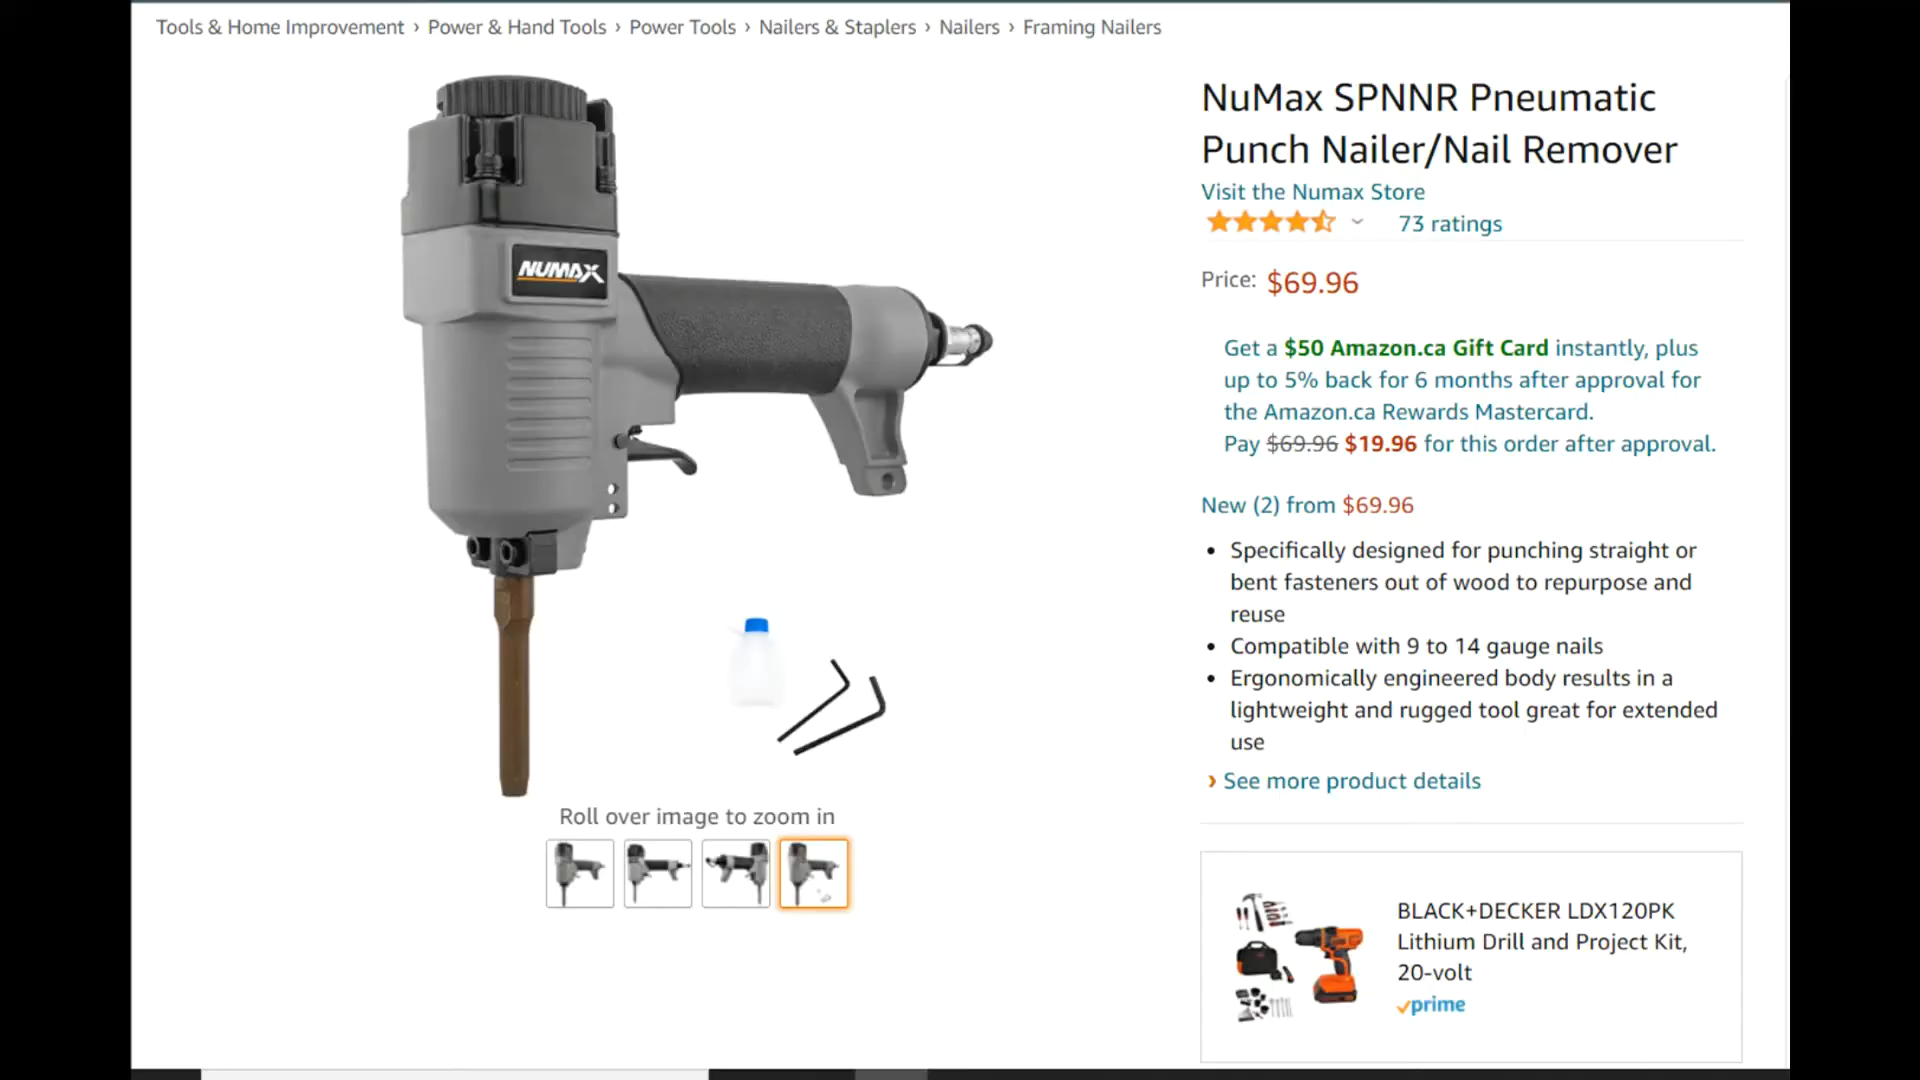 Tools & Home Improvement › Power & Hand Tools › Power Tools › Nailers & Staplers › Nailers › Framing Nailers
NUMAX
Roll over image to zoom in
NuMax SPNNR Pneumatic
Punch Nailer/Nail Remover
Visit the Numax Store
73 ratings
Price: $69.96
Get a $50 Amazon.ca Gift Card instantly, plus
up to 5% back for 6 months after approval for
the Amazon.ca Rewards Mastercard.
Pay $69.96 $19.96 for this order after approval.
New (2) from $69.96
• Specifically designed for punching straight or
bent fasteners out of wood to repurpose and
reuse
• Compatible with 9 to 14 gauge nails
• Ergonomically engineered body results in a
lightweight and rugged tool great for extended
use
› See more product details
BLACK+DECKER LDX120PK
Lithium Drill and Project Kit,
20-volt
prime